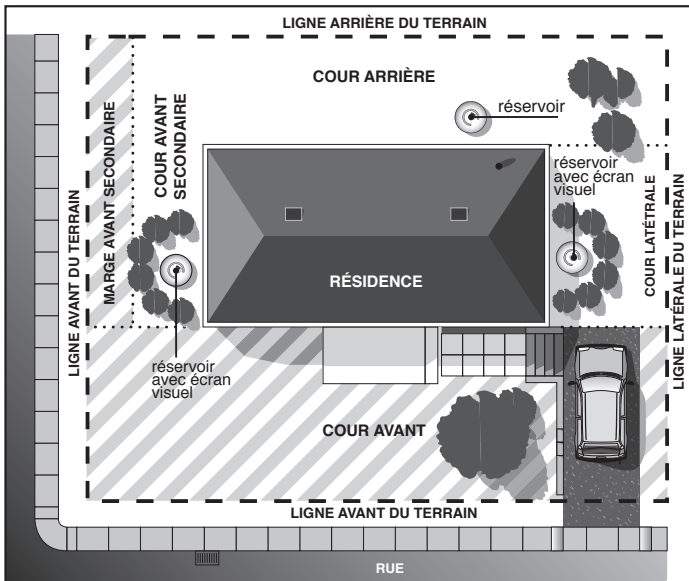 LIGNE ARRIÈRE DU TERRAIN
COUR ARRIÈRE
réservoir
COUR AVANT
SECONDAIRE
MARGE AVANT SECONDAIRE
LIGNE AVANT DU TERRAIN
réservoir
avec écran
visuel
COUR LATÉTRALE
LIGNE LATÉRALE DU TERRAIN
RÉSIDENCE
réservoir
avec écran
visuel
COUR AVANT
LIGNE AVANT DU TERRAIN
RUE